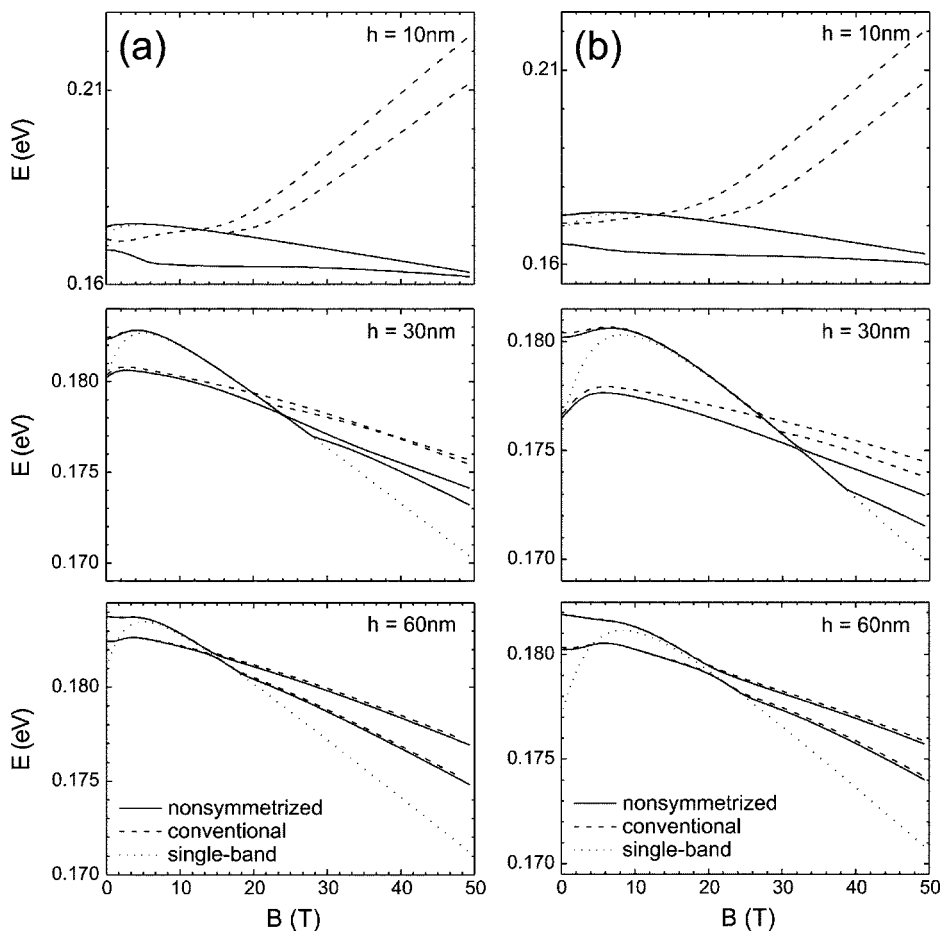 (a)
h = 10nm
0.21
E (eV)
0.16
h = 30nm
0.180
E (eV)
0.175
0.170
h = 60nm
0.180
E (eV)
0.175
nonsymmetrized
conventional
single-band
0.170
0 10 20 30 40 50
B (T)
(b)
h = 10nm
0.21
E (eV)
0.16
h = 30nm
0.180
E (eV)
0.175
0.170
h = 60nm
0.180
E (eV)
0.175
nonsymmetrized
conventional
single-band
0.170
0 10 20 30 40 50
B (T)